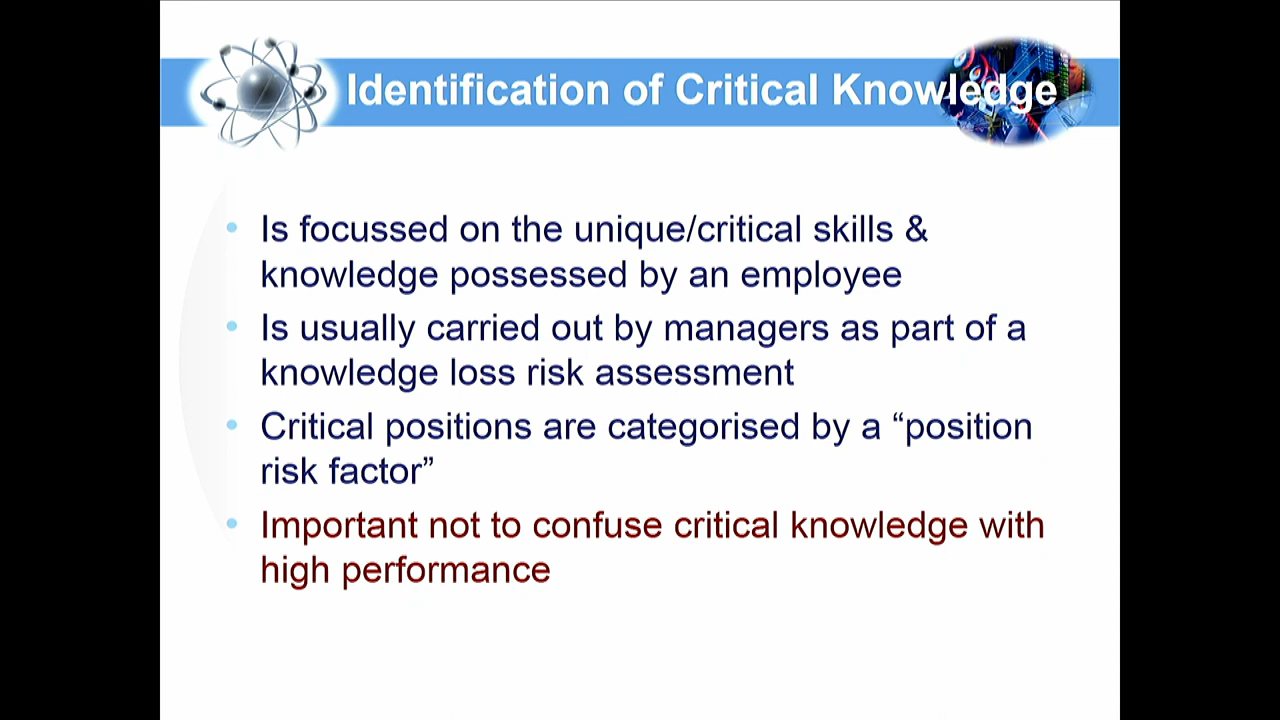 Identification of Critical Knowledge
• Is focussed on the unique/critical skills &
knowledge possessed by an employee
• Is usually carried out by managers as part of a
knowledge loss risk assessment
• Critical positions are categorised by a “position
risk factor”
• Important not to confuse critical knowledge with
high performance